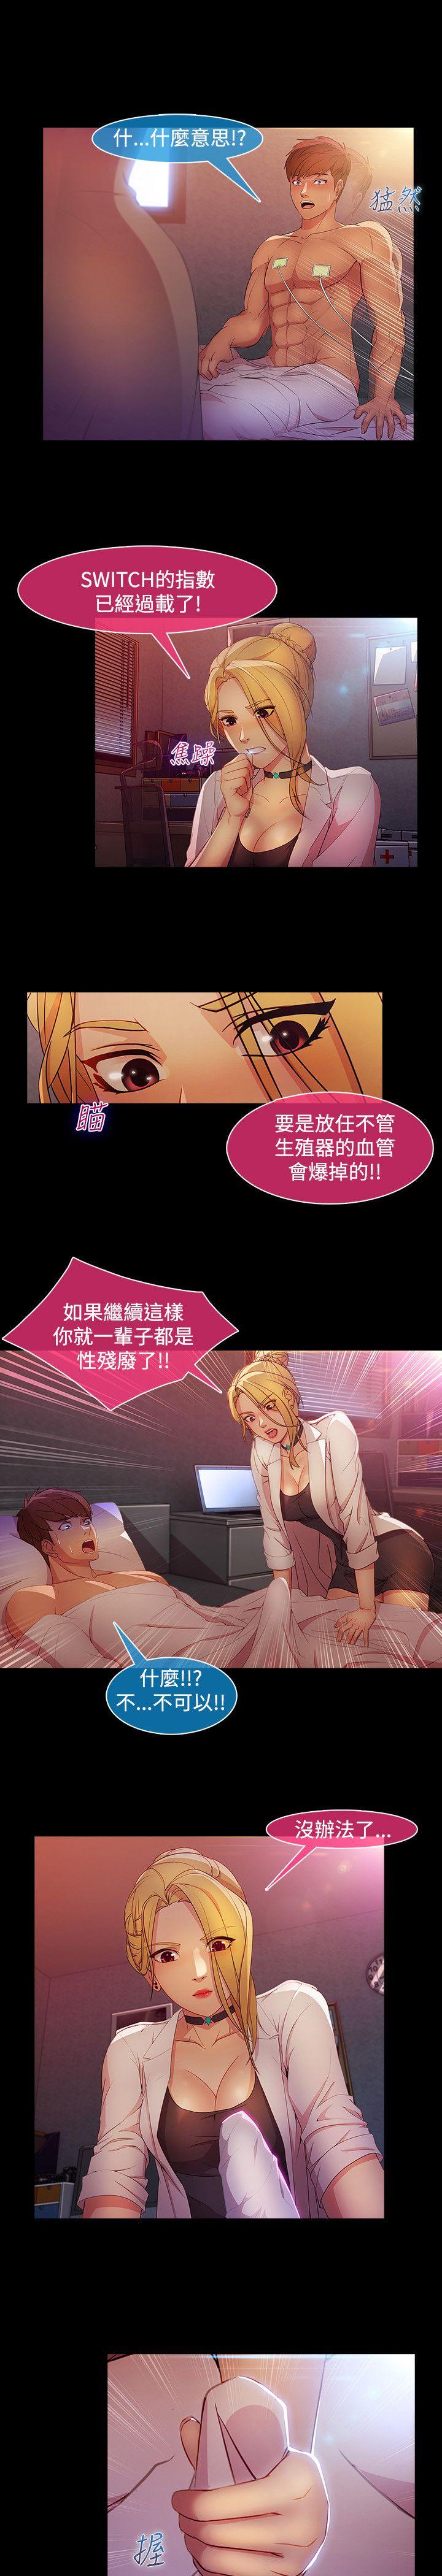 什...什麼意思!?
猛然
SWITCH的指數
已經過載了!
焦躁
瞄
要是放任不管
生殖器的血管
會爆掉的!!
如果繼續這樣
你就一輩子都是
性殘廢了!!
什麼!!?
不...不可以!!
沒辦法了...
握